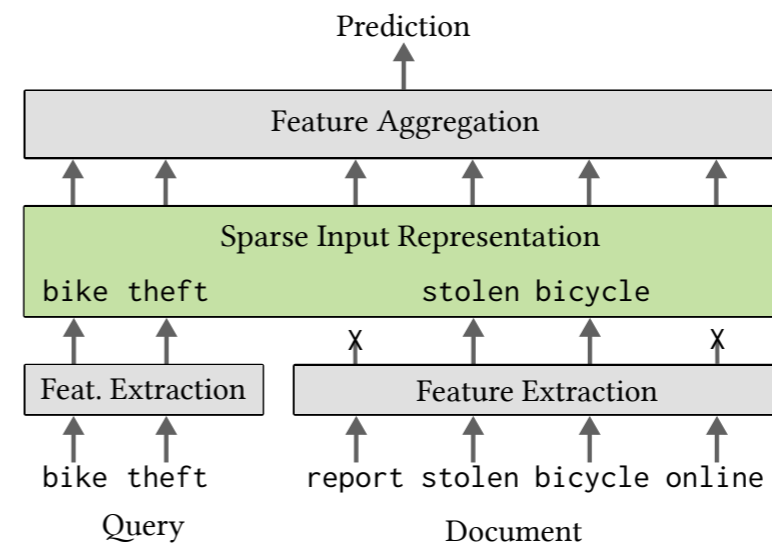 Prediction
Feature Aggregation
Sparse Input Representation
bike theft stolen bicycle
X X
Feat. Extraction Feature Extraction
bike theft report stolen bicycle online
Query Document